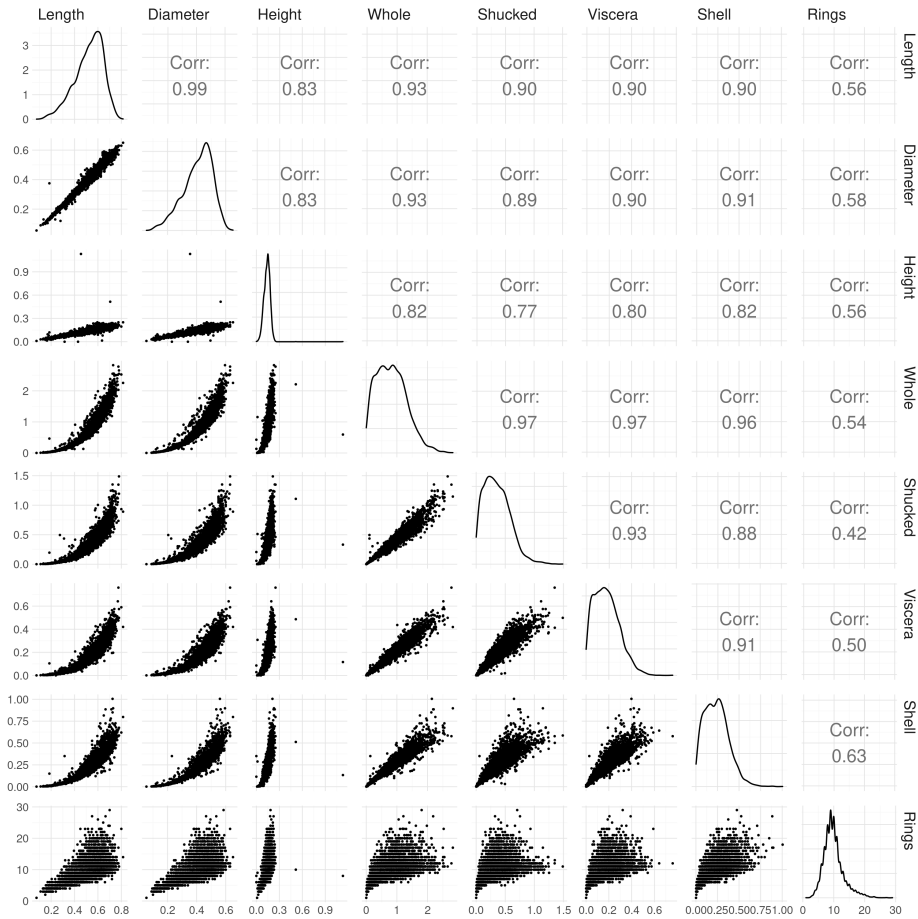 Length Diameter Height Whole Shucked Viscera Shell Rings
3
2
1
0
Corr: Corr: Corr: Corr: Corr: Corr: Corr:
0.99 0.83 0.93 0.90 0.90 0.90 0.56
Length
0.6
0.4
0.2
Corr: Corr: Corr: Corr: Corr: Corr:
0.83 0.93 0.89 0.90 0.91 0.58
Diameter
0.9
0.6
0.3
0.0
Corr: Corr: Corr: Corr: Corr:
0.82 0.77 0.80 0.82 0.56
Height
2
1
0
Corr: Corr: Corr: Corr:
0.97 0.97 0.96 0.54
Whole
1.5
1.0
0.5
0.0
Corr: Corr: Corr:
0.93 0.88 0.42
Shucked
0.6
0.4
0.2
0.0
Corr: Corr:
0.91 0.50
Viscera
1.00
0.75
0.50
0.25
0.00
Corr:
0.63
Shell
30
20
10
0
Rings
0.2 0.4 0.6 0.8 0.2 0.4 0.6 0.0 0.3 0.6 0.9 0 1 2 0.0 0.5 1.0 1.5 0.0 0.2 0.4 0.6 0.00 0.25 0.50 0.75 1.00 0 10 20 30